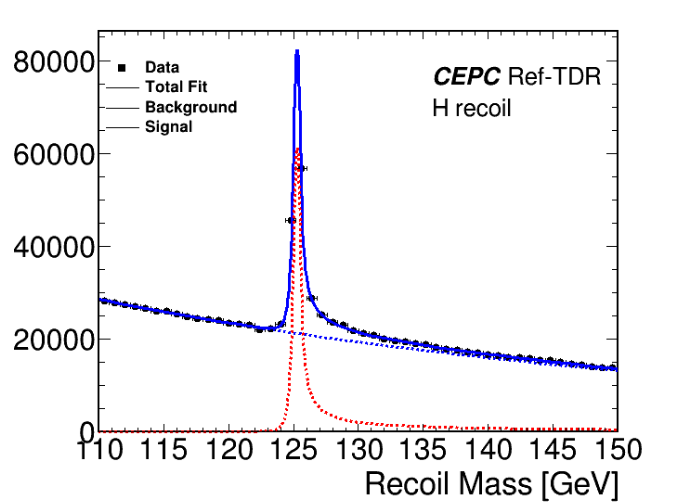 80000
60000
40000
20000
0
Data
Total Fit
Background
Signal
CEPC Ref-TDR
H recoil
110 115 120 125 130 135 140 145 150
Recoil Mass [GeV]